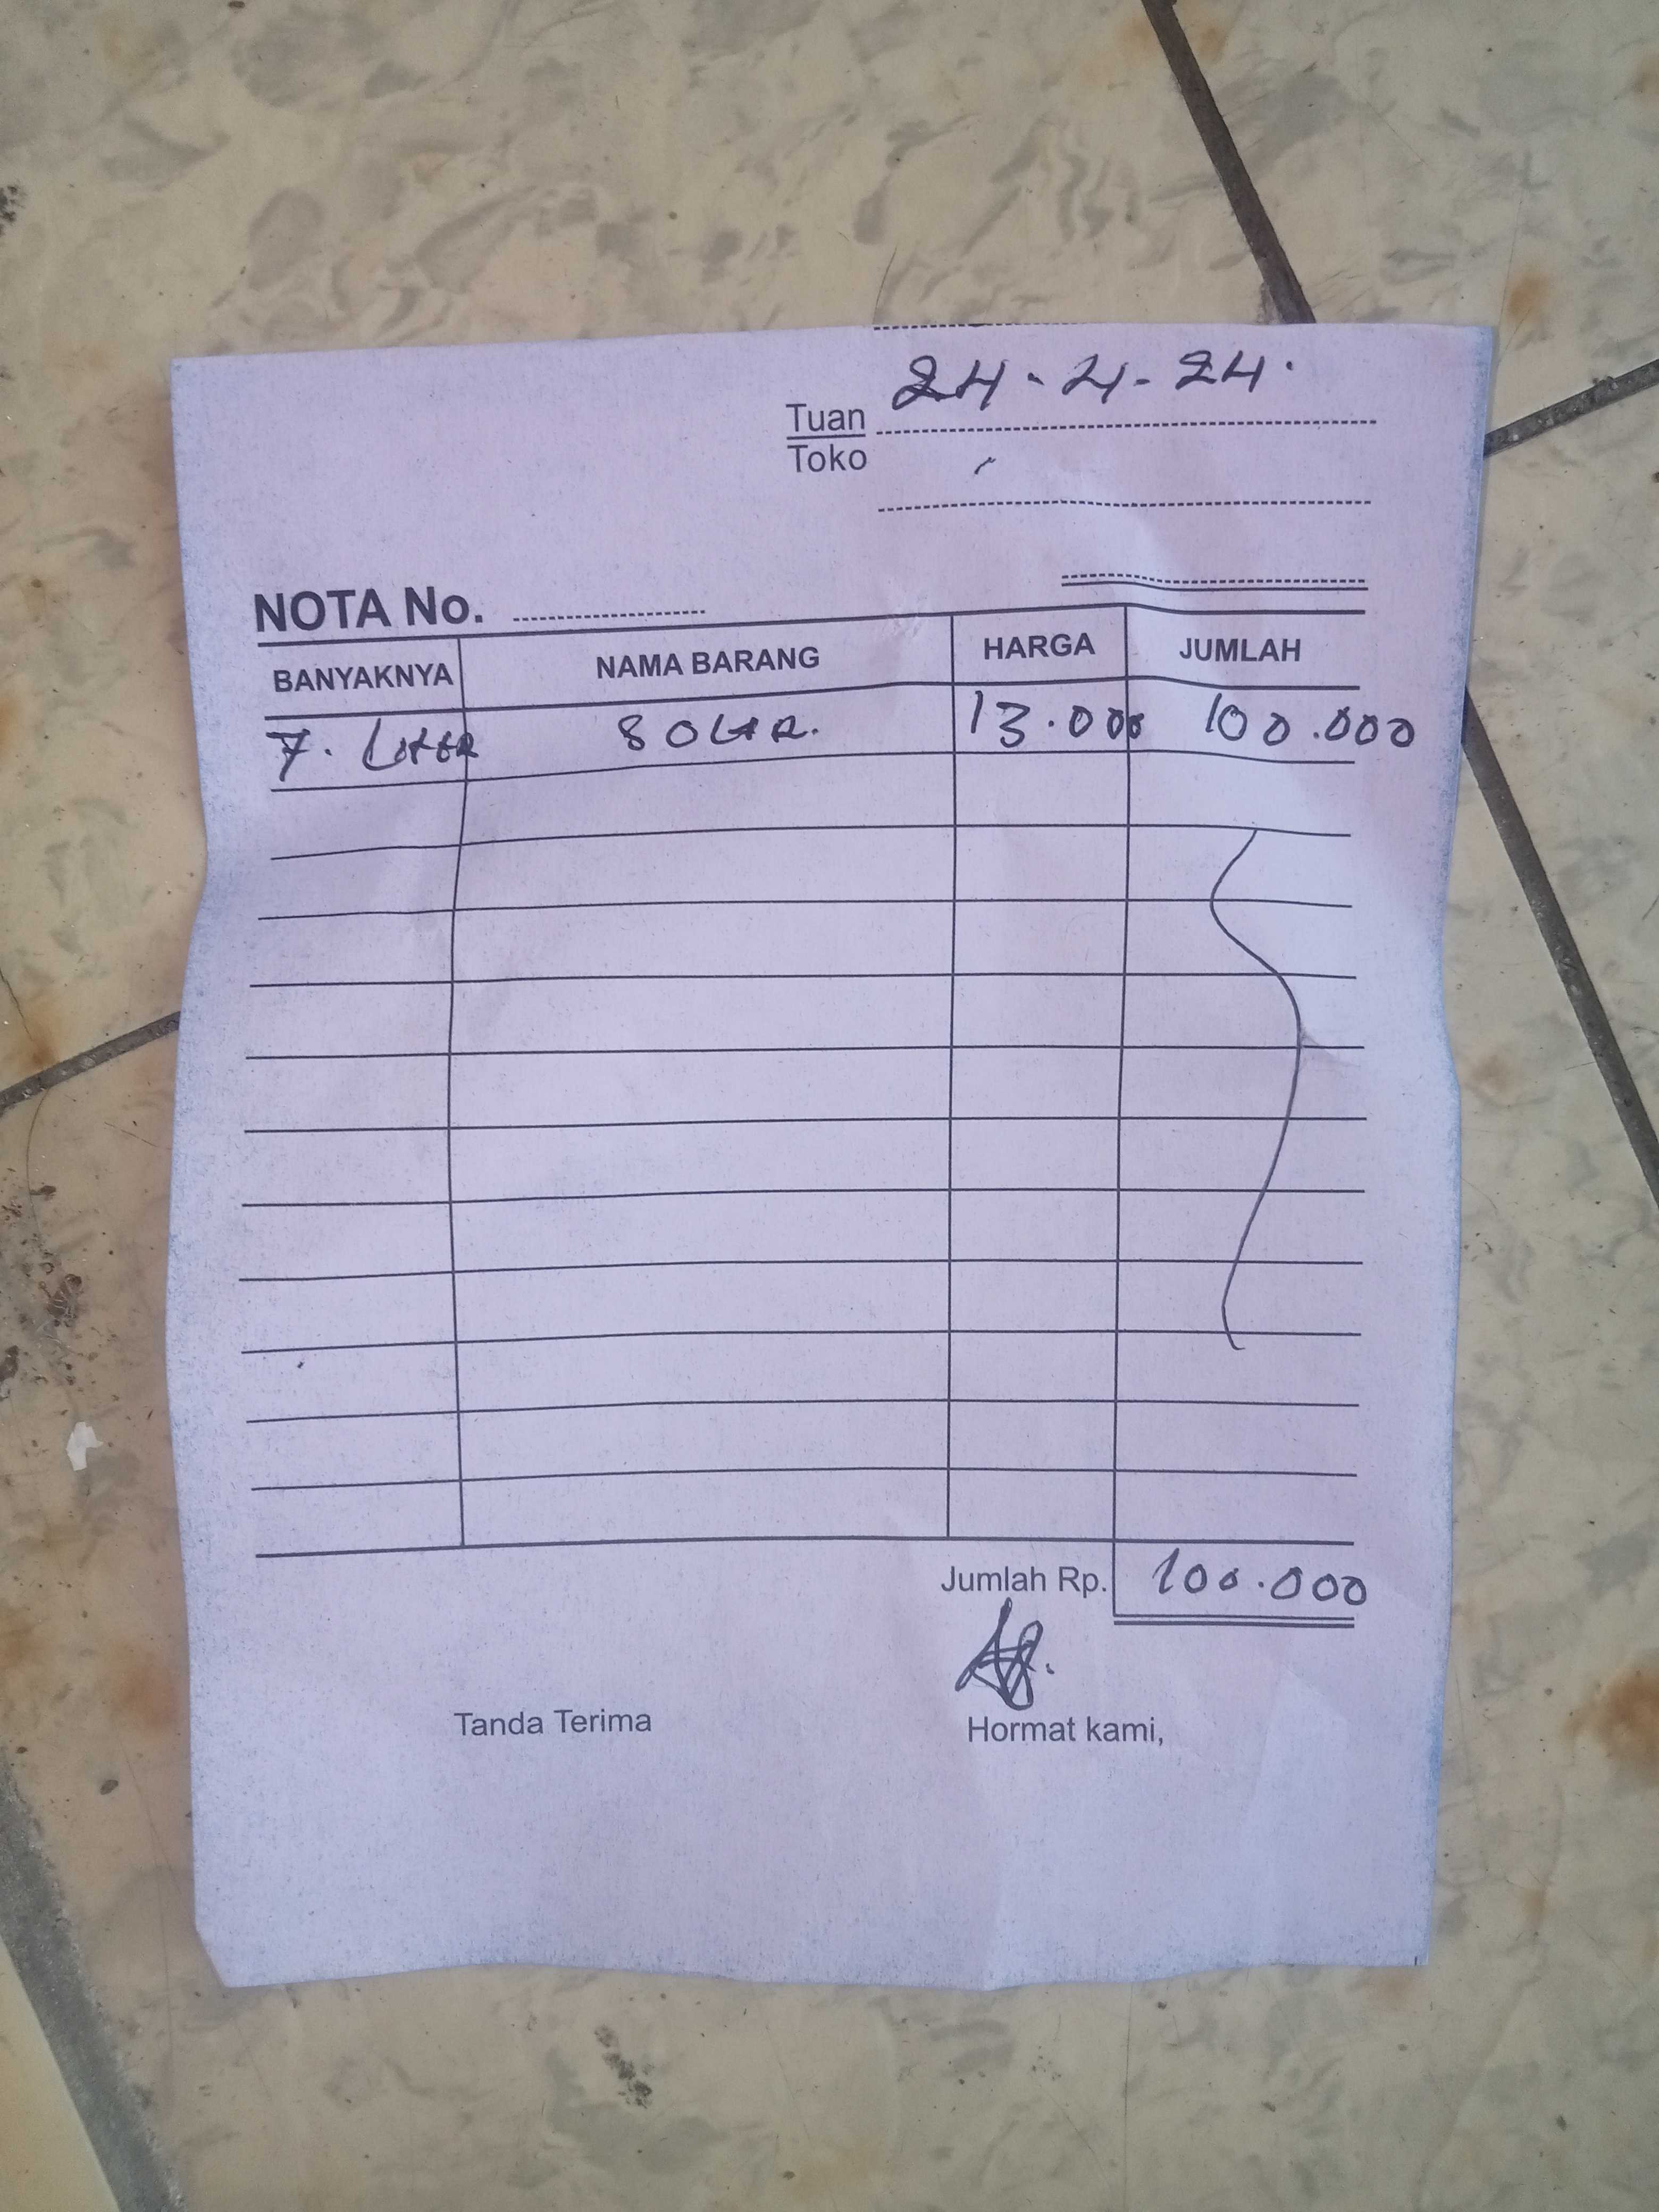 24-4-24.
Tuan
Toko
NOTA No.
BANYAKNYA NAMA BARANG HARGA JUMLAH
7. Liter SOLAR. 13.000 100.000
Jumlah Rp. 100.000
Tanda Terima Hormat kami,